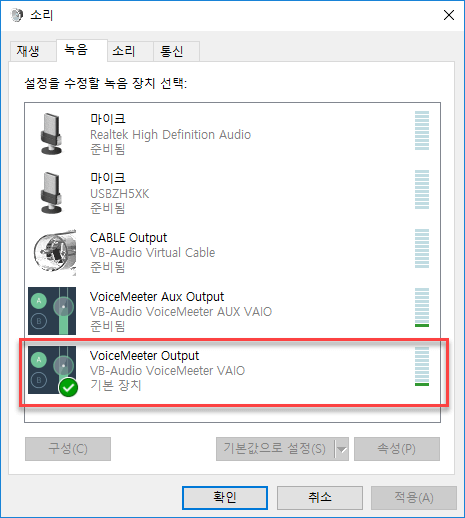 소리
재생
녹음
소리
통신
설정을 수정할 녹음 장치 선택:
마이크
Realtek High Definition Audio
준비됨
마이크
USBZH5XK
준비됨
CABLE Output
VB-Audio Virtual Cable
준비됨
A
B
VoiceMeeter Aux Output
VB-Audio VoiceMeeter AUX VAIO
준비됨
A
B
VoiceMeeter Output
VB-Audio VoiceMeeter VAIO
기본 장치
구성(C)
기본값으로 설정(S)
속성(P)
확인
취소
적용(A)